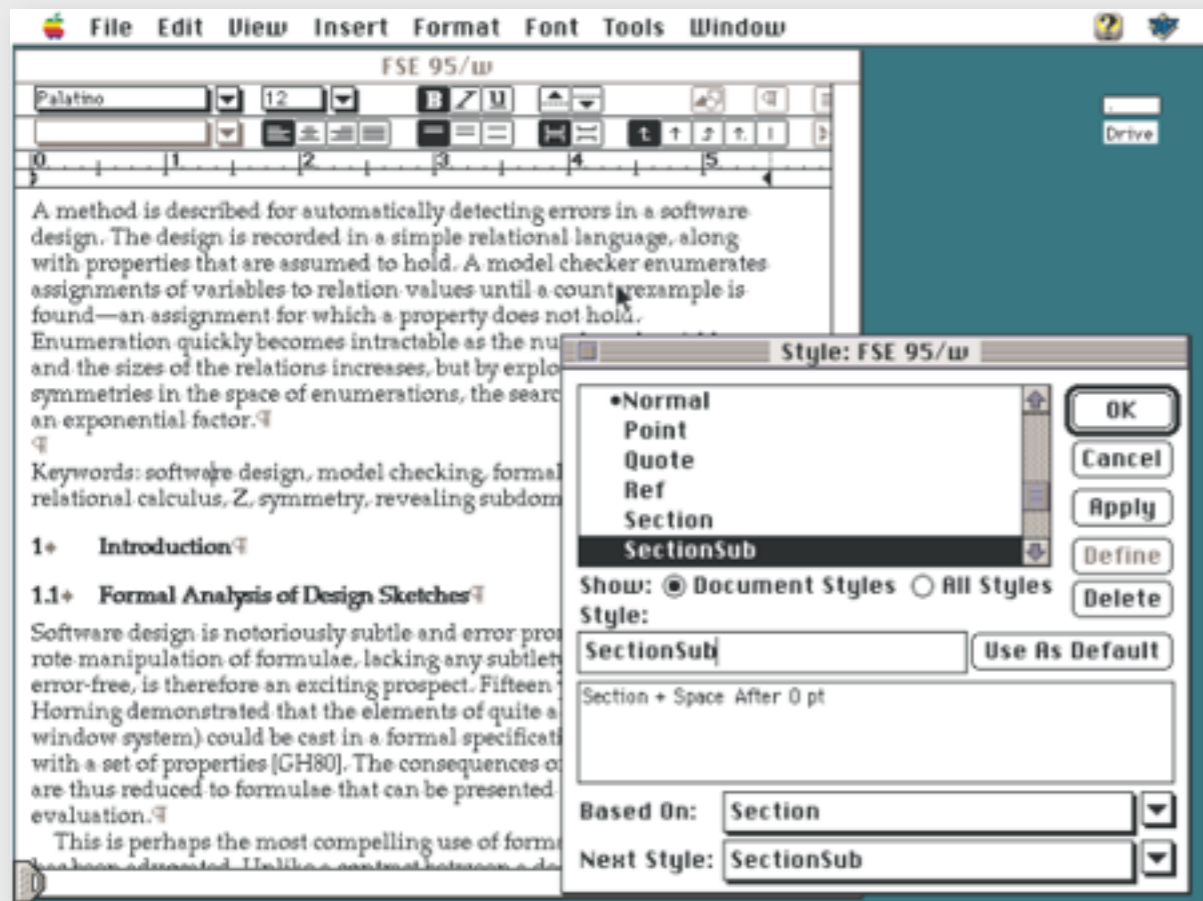 File Edit View Insert Format Font Tools Window
FSE 95/w
Palatino 12 B I U
0 1 2 3 4 5
Drive
A method is described for automatically detecting errors in a software
design. The design is recorded in a simple relational language, along
with properties that are assumed to hold. A model checker enumerates
assignments of variables to relation values until a counterexample is
found—an assignment for which a property does not hold.
Enumeration quickly becomes intractable as the
and the sizes of the relations increases, but by
symmetries in the space of enumerations, the
an exponential factor.¶
¶
Keywords: software design, model checking, formal
relational calculus, Z, symmetry, revealing
1 Introduction¶
1.1 Formal Analysis of Design Sketches¶
Software design is notoriously subtle and error
rote manipulation of formulae, lacking any subtlety
error-free, is therefore an exciting prospect. Fifteen
Horning demonstrated that the elements of quite a
window system) could be cast in a formal
with a set of properties [GH80]. The consequences of
are thus reduced to formulae that can be presented
evaluation.¶
This is perhaps the most compelling use of
Style: FSE 95/w
•Normal
Point
Quote
Ref
Section
SectionSub
OK
Cancel
Apply
Define
Delete
Show: Document Styles All Styles
Style:
SectionSub
Use As Default
Section + Space After 0 pt
Based On: Section
Next Style: SectionSub